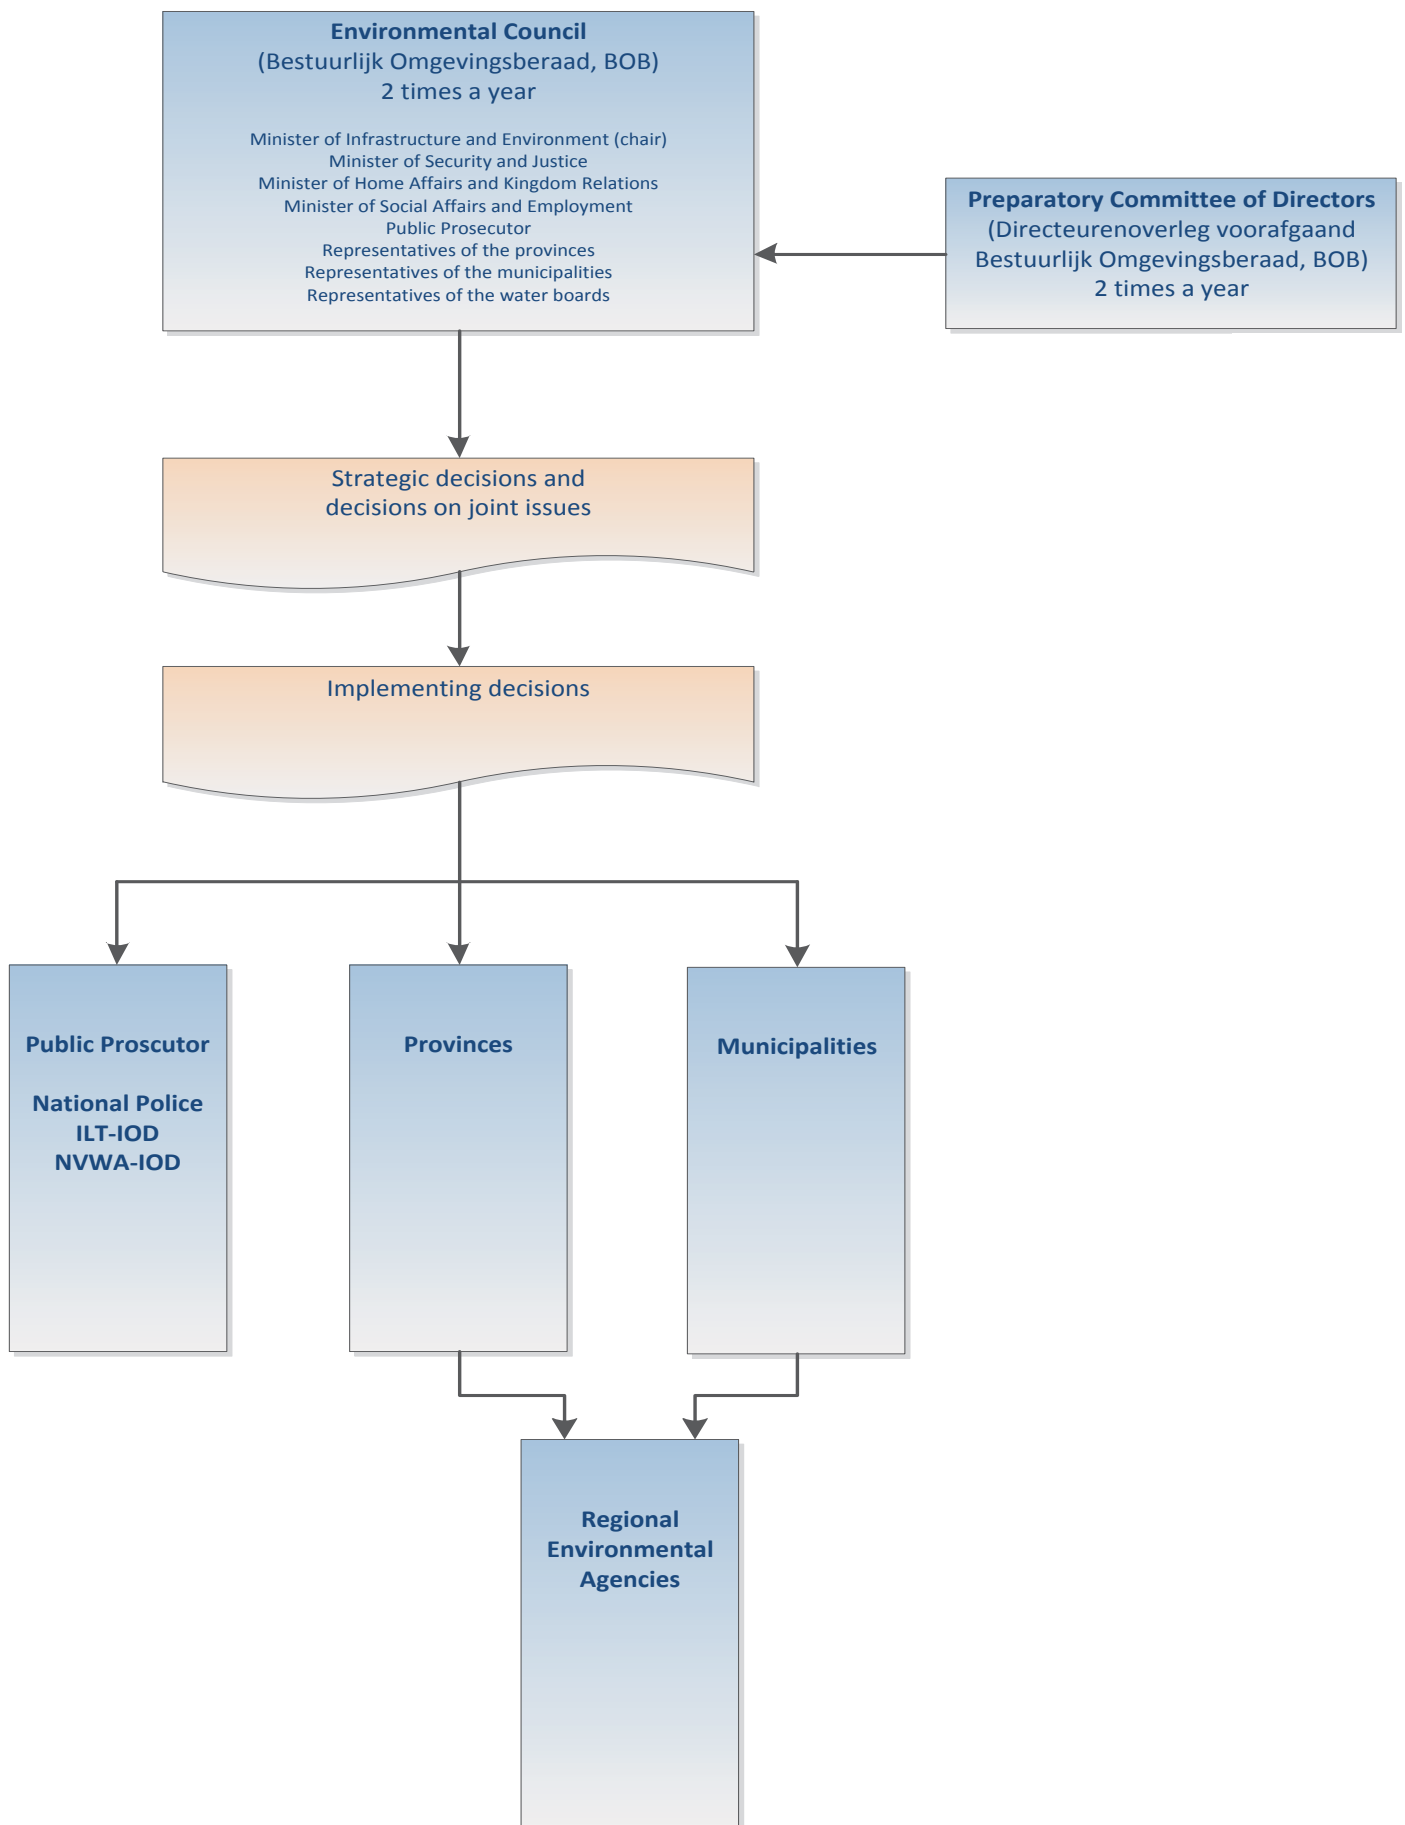 Environmental Council
(Bestuurlijk Omgevingsberaad, BOB)
2 times a year
Minister of Infrastructure and Environment (chair)
Minister of Security and Justice
Minister of Home Affairs and Kingdom Relations
Minister of Social Affairs and Employment
Public Prosecutor
Representatives of the provinces
Representatives of the municipalities
Representatives of the water boards
Preparatory Committee of Directors
(Directeurenoverleg voorafgaand
Bestuurlijk Omgevingsberaad, BOB)
2 times a year
Strategic decisions and
decisions on joint issues
Implementing decisions
Public Proscutor
National Police
ILT-IOD
NVWA-IOD
Provinces
Municipalities
Regional
Environmental
Agencies